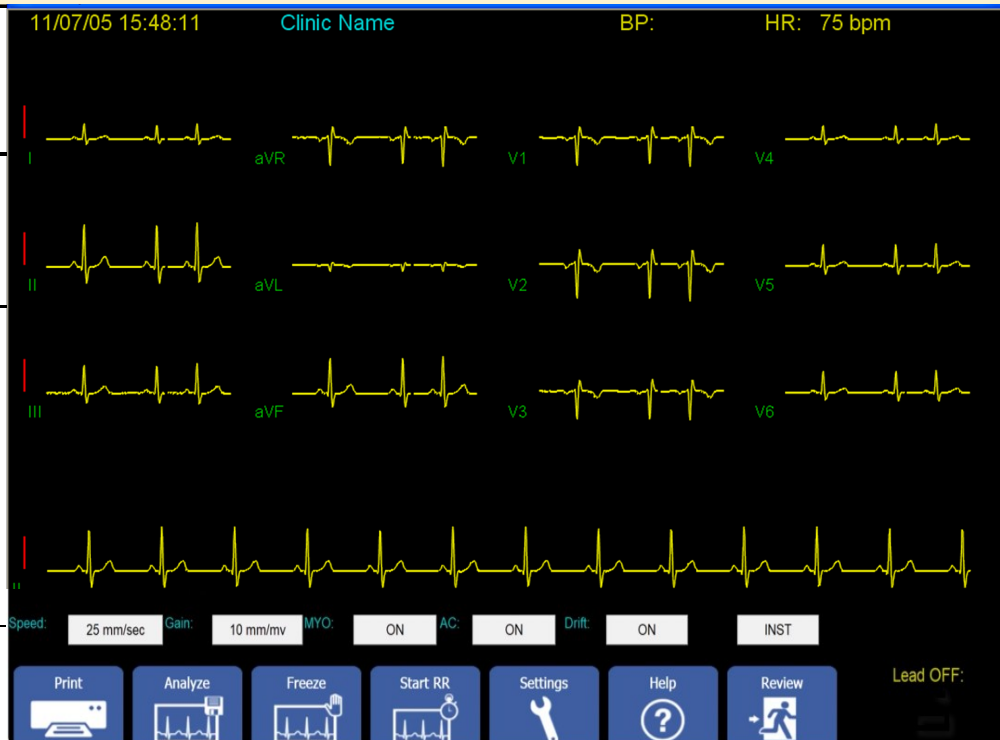 11/07/05 15:48:11 Clinic Name BP: HR: 75 bpm
I aVR V1 V4
II aVL V2 V5
III aVF V3 V6
II
Speed: 25 mm/sec Gain: 10 mm/mv MYO: ON AC: ON Drift: ON INST
Print Analyze Freeze Start RR Settings Help Review Lead OFF:
?